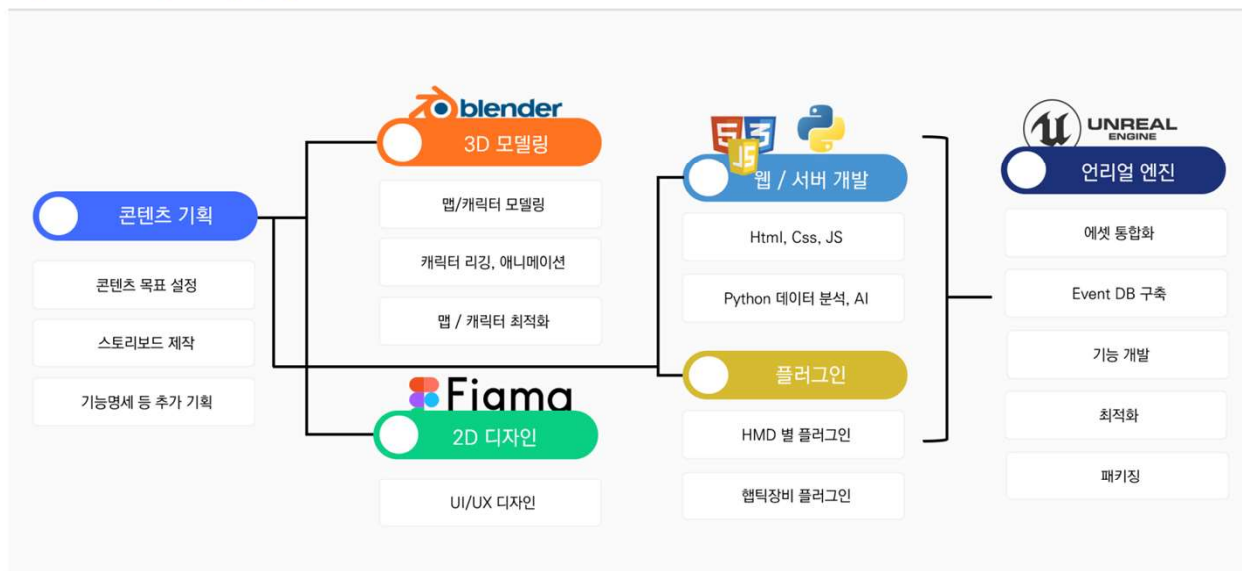 콘텐츠 기획
콘텐츠 목표 설정
스토리보드 제작
기능명세 등 추가 기획
blender
3D 모델링
맵/캐릭터 모델링
캐릭터 리깅, 애니메이션
맵 / 캐릭터 최적화
Figma
2D 디자인
UI/UX 디자인
5 3
JS
웹 / 서버 개발
Html, Css, JS
Python 데이터 분석, AI
플러그인
HMD 별 플러그인
햅틱장비 플러그인
UNREAL
ENGINE
언리얼 엔진
에셋 통합화
Event DB 구축
기능 개발
최적화
패키징